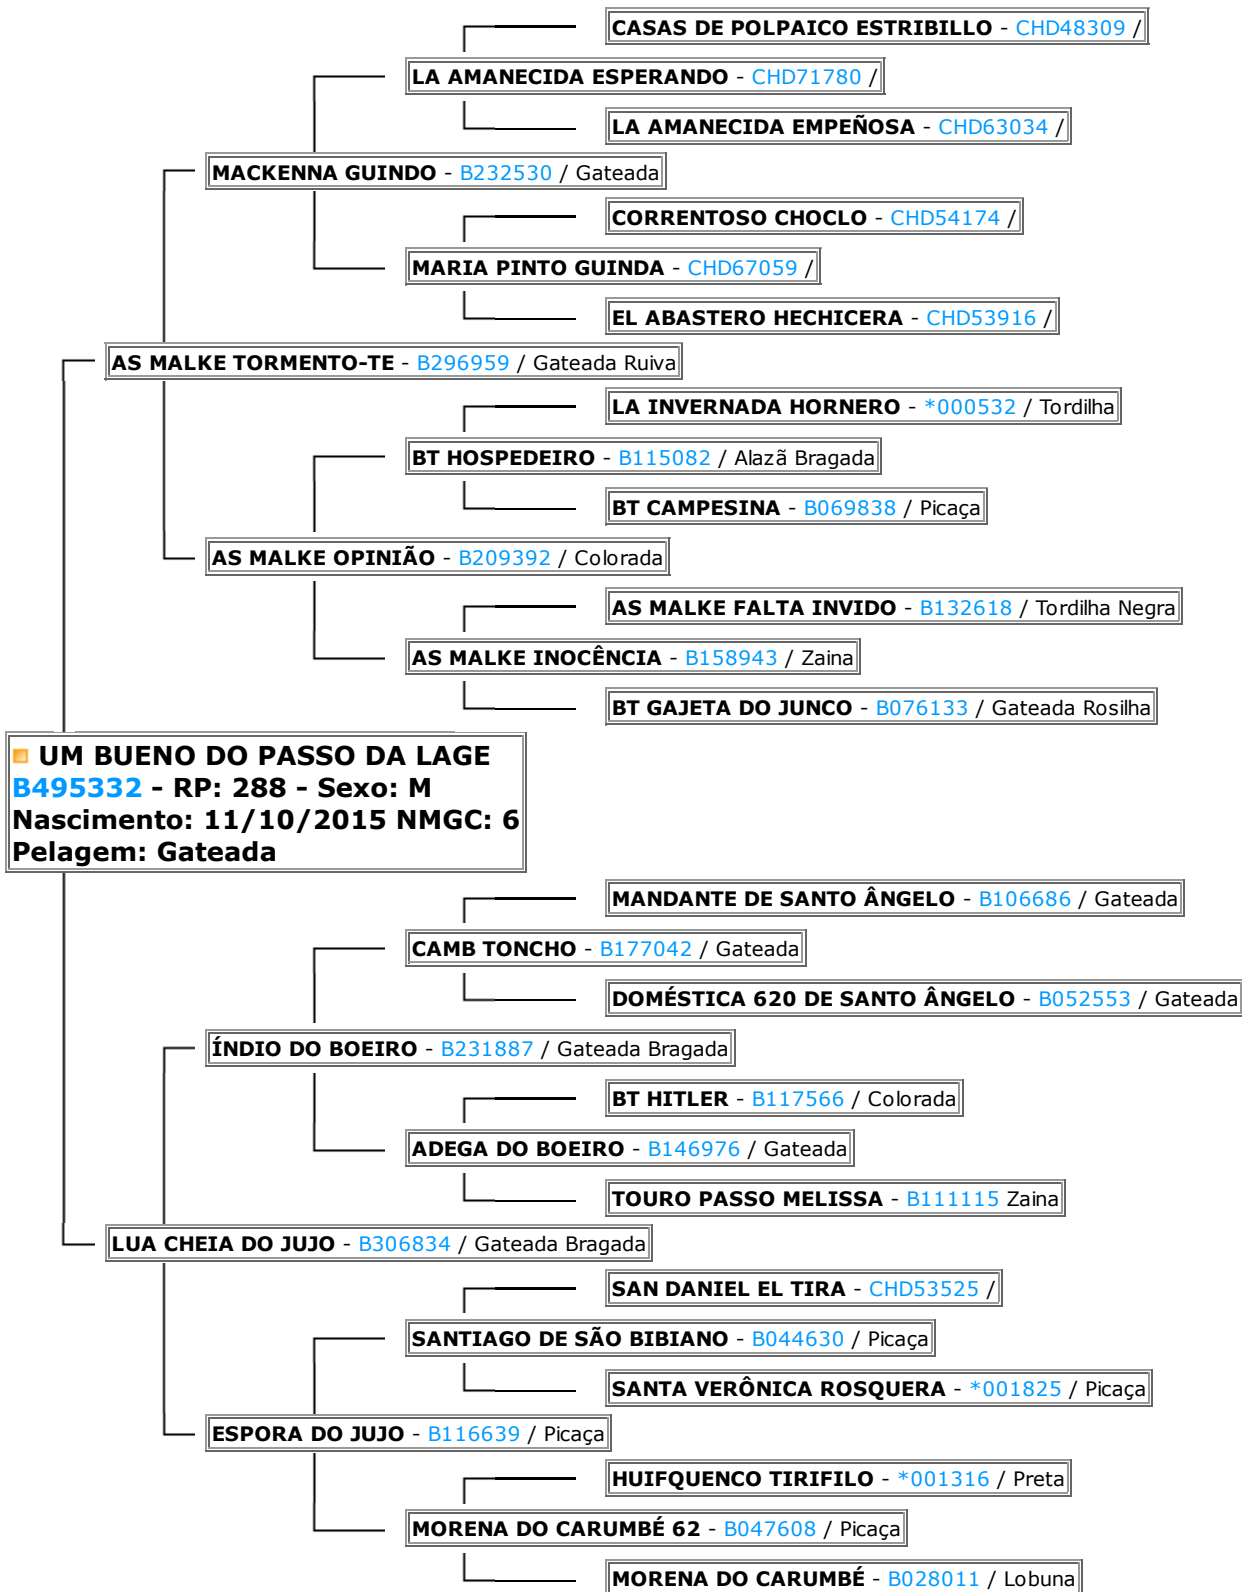 CASAS DE POLPAICO ESTRIBILLO - CHD48309 /
LA AMANECIDA ESPERANDO - CHD71780 /
LA AMANECIDA EMPEÑOSA - CHD63034 /
MACKENNA GUINDO - B232530 / Gateada
CORRENTOSO CHOCLO - CHD54174 /
MARIA PINTO GUINDA - CHD67059 /
EL ABASTERO HECHICERA - CHD53916 /
AS MALKE TORMENTO-TE - B296959 / Gateada Ruiva
LA INVERNADA HORNERO - *000532 / Tordilha
BT HOSPEDEIRO - B115082 / Alazã Bragada
BT CAMPESINA - B069838 / Picaça
AS MALKE OPINIÃO - B209392 / Colorada
AS MALKE FALTA INVIDO - B132618 / Tordilha Negra
AS MALKE INOCÊNCIA - B158943 / Zaina
BT GAJETA DO JUNCO - B076133 / Gateada Rosilha
UM BUENO DO PASSO DA LAGE
B495332 - RP: 288 - Sexo: M
Nascimento: 11/10/2015 NMGC: 6
Pelagem: Gateada
MANDANTE DE SANTO ÂNGELO - B106686 / Gateada
CAMB TONCHO - B177042 / Gateada
DOMÉSTICA 620 DE SANTO ÂNGELO - B052553 / Gateada
ÍNDIO DO BOEIRO - B231887 / Gateada Bragada
BT HITLER - B117566 / Colorada
ADEGA DO BOEIRO - B146976 / Gateada
TOURO PASSO MELISSA - B111115 Zaina
LUA CHEIA DO JUJO - B306834 / Gateada Bragada
SAN DANIEL EL TIRA - CHD53525 /
SANTIAGO DE SÃO BIBIANO - B044630 / Picaça
SANTA VERÔNICA ROSQUERA - *001825 / Picaça
ESPORA DO JUJO - B116639 / Picaça
HUIFQUENCO TIRIFILO - *001316 / Preta
MORENA DO CARUMBÉ 62 - B047608 / Picaça
MORENA DO CARUMBÉ - B028011 / Lobuna